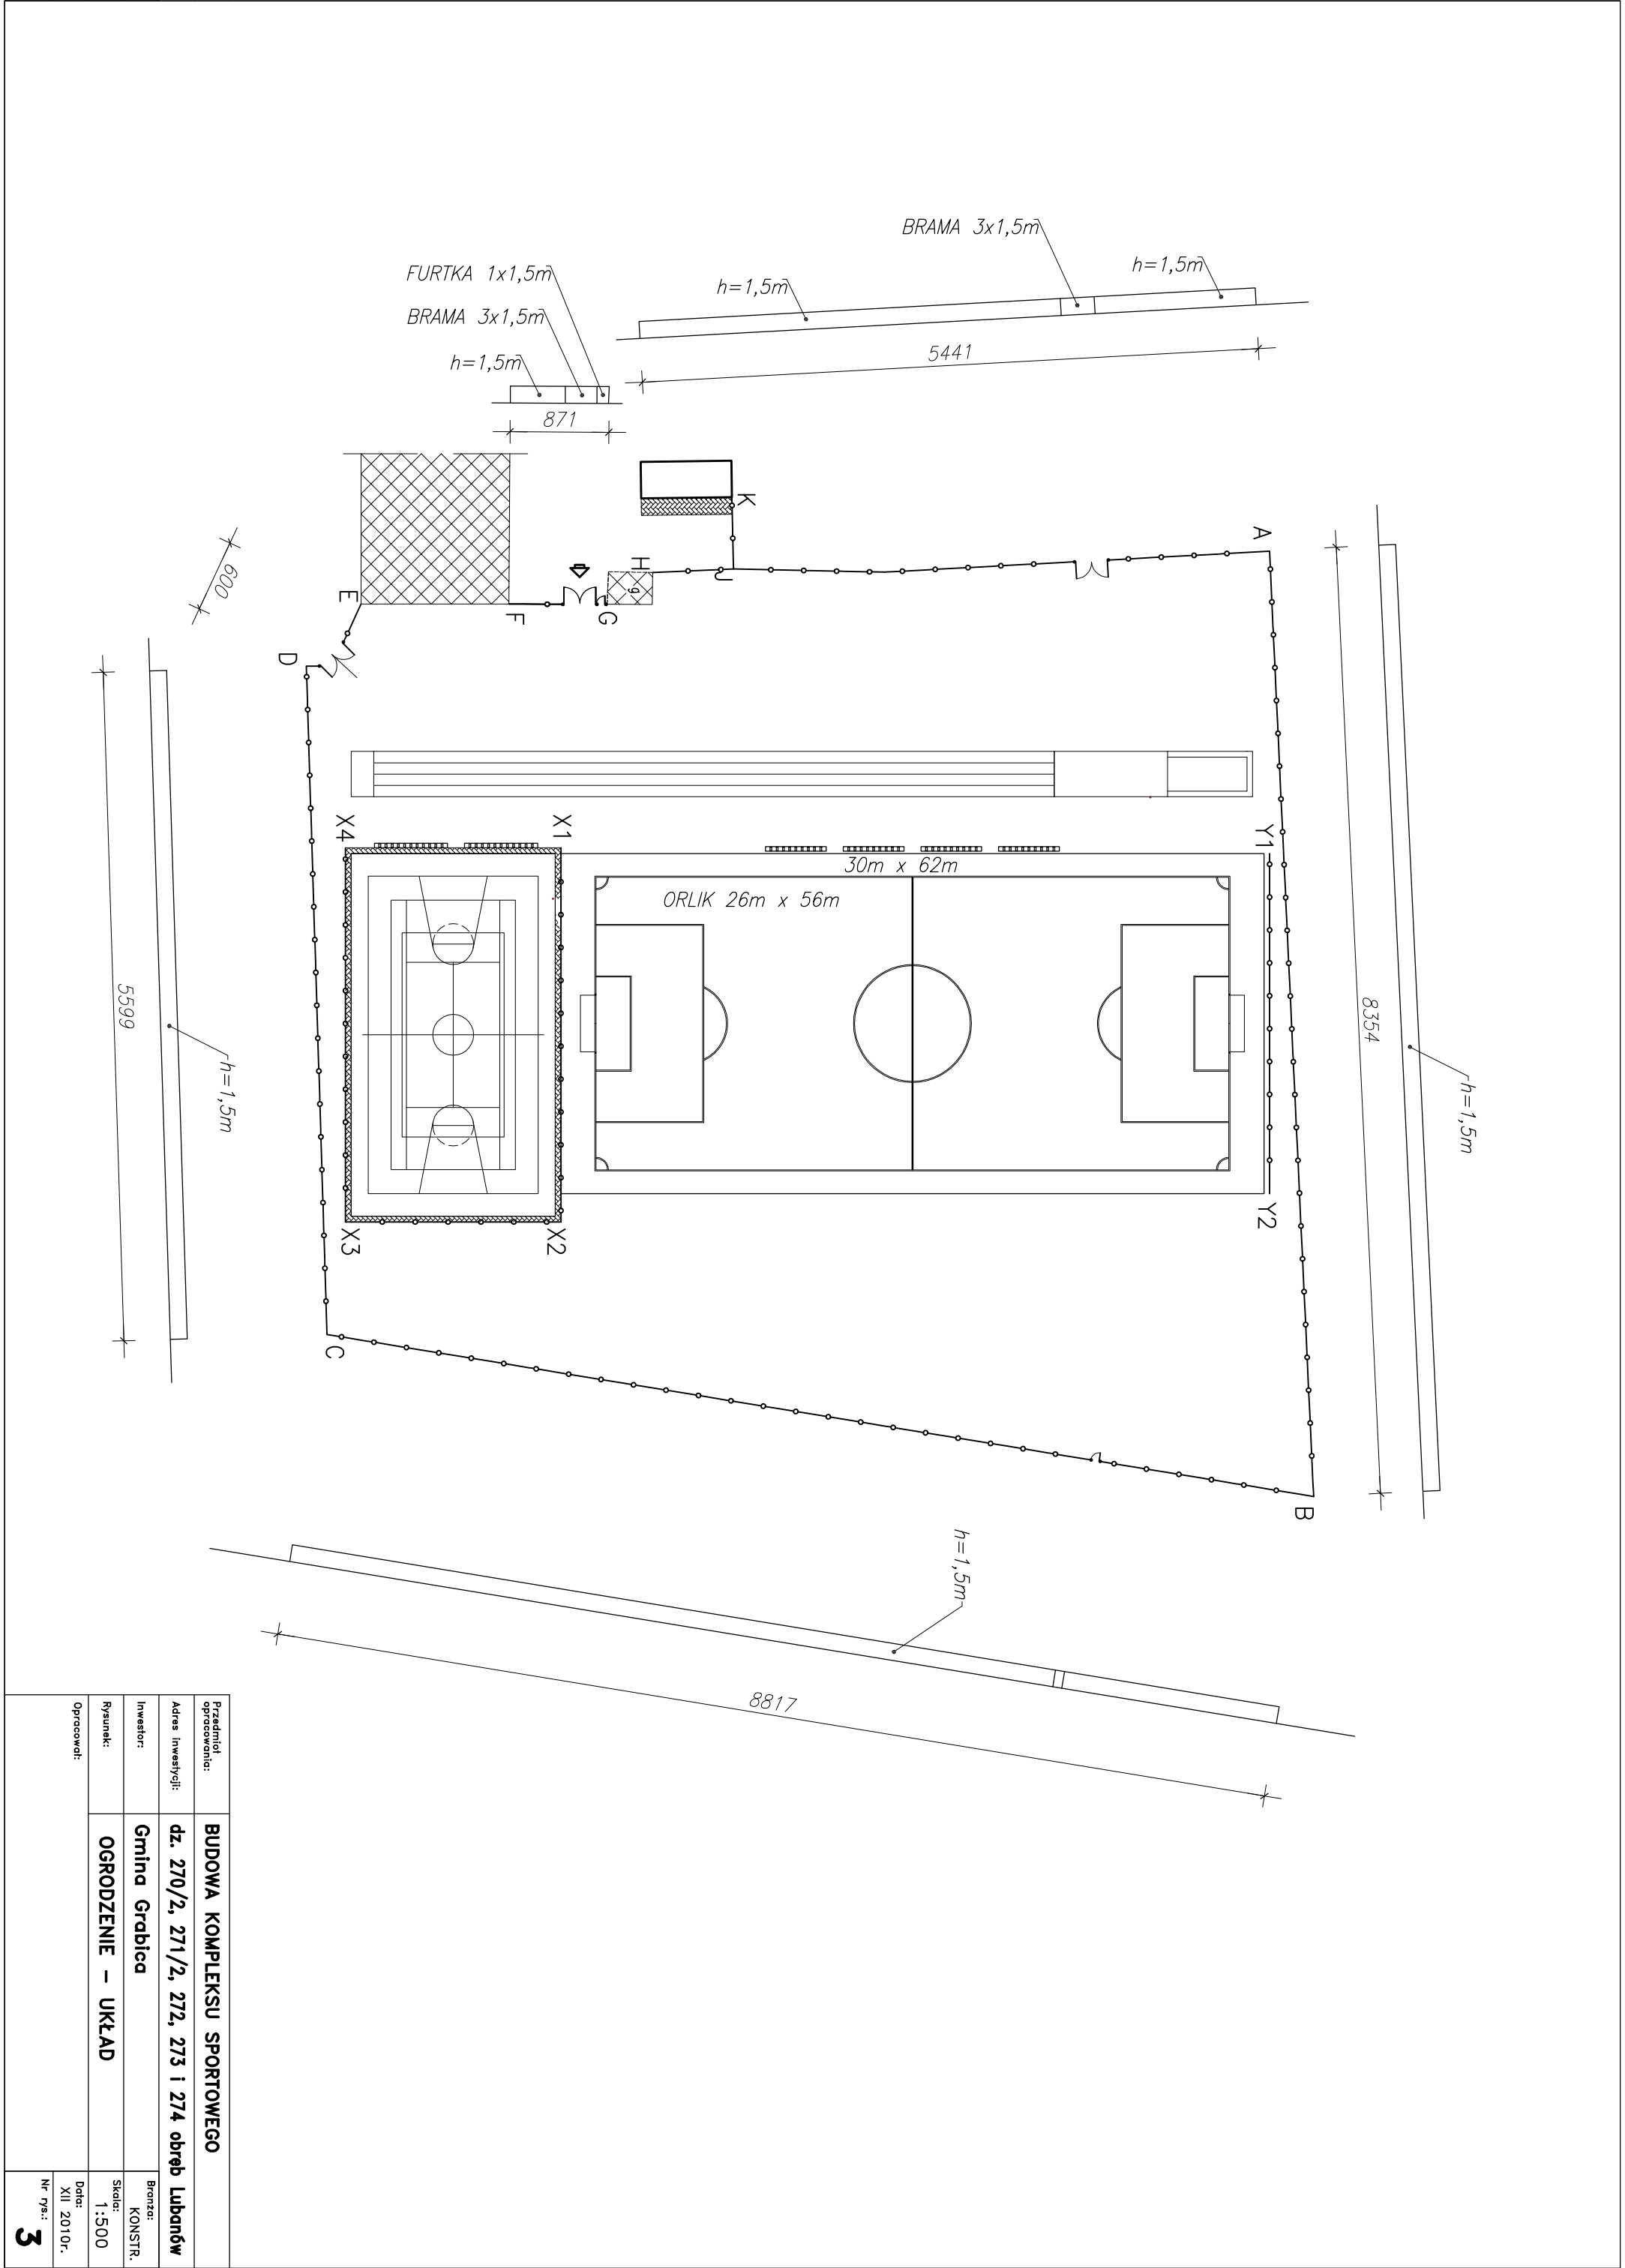 BRAMA 3x1,5m
h=1,5m
h=1,5m
FURTKA 1x1,5m
BRAMA 3x1,5m
h=1,5m
5441
871
K
A
H
J
g
G
F
E
600
D
8354
h=1,5m
X4
X1
Y1
30m x 62m
ORLIK 26m x 56m
5599
h=1,5m
X3
X2
Y2
C
B
h=1,5m
8817
Przedmiot
opracowania:
BUDOWA KOMPLEKSU SPORTOWEGO
Adres inwestycji:
dz. 270/2, 271/2, 272, 273 i 274 obręb Lubanów
Inwestor:
Gmina Grabica
Branża:
KONSTR.
Rysunek:
OGRODZENIE – UKŁAD
Skala:
1:500
Opracował:
Data:
XII 2010r.
Nr rys.:
3